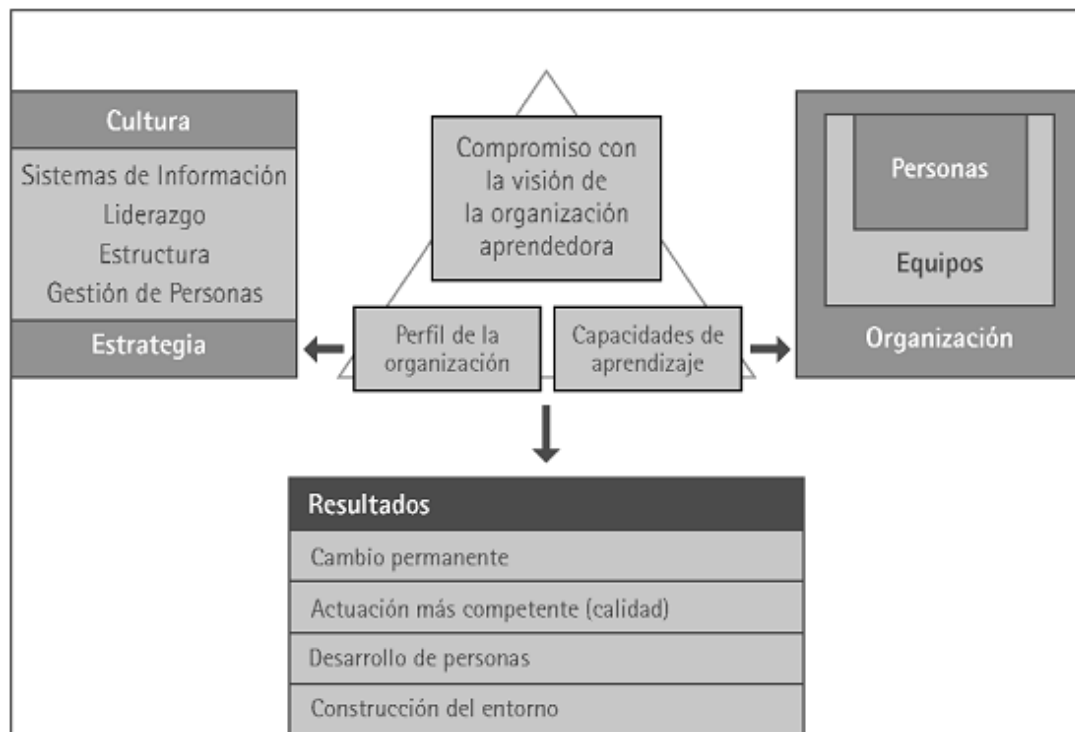 Cultura
Sistemas de Información
Liderazgo
Estructura
Gestión de Personas
Estrategia
Compromiso con
la visión de
la organización
aprendedora
Perfil de la
organización
Capacidades de
aprendizaje
Personas
Equipos
Organización
Resultados
Cambio permanente
Actuación más competente (calidad)
Desarrollo de personas
Construcción del entorno